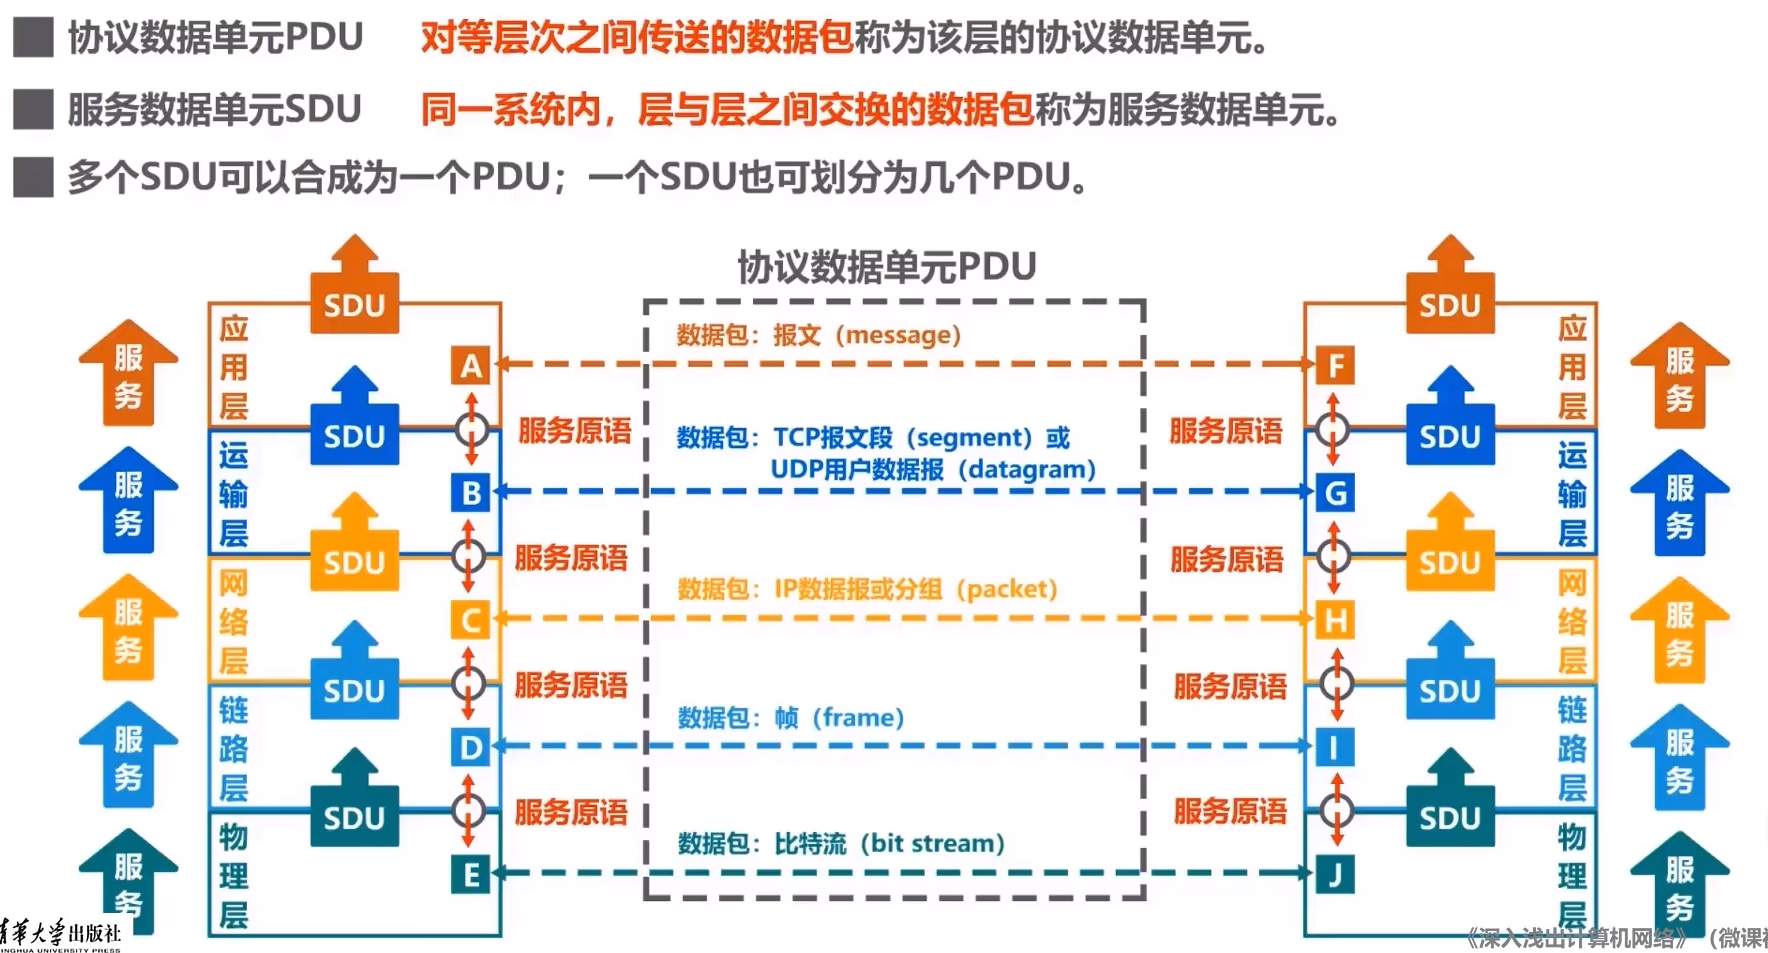 协议数据单元PDU 对等层次之间传送的数据包称为该层的协议数据单元。
服务数据单元SDU 同一系统内，层与层之间交换的数据包称为服务数据单元。
多个SDU可以合成为一个PDU；一个SDU也可划分为几个PDU。
协议数据单元PDU
服务
服务
服务
服务
服务
应用层
SDU
A
服务原语
运输层
SDU
B
服务原语
网络层
SDU
C
服务原语
链路层
SDU
D
服务原语
物理层
SDU
E
数据包：报文（message）
数据包：TCP报文段（segment）或
UDP用户数据报（datagram）
数据包：IP数据报或分组（packet）
数据包：帧（frame）
数据包：比特流（bit stream）
SDU
应用层
F
服务原语
SDU
运输层
G
服务原语
SDU
网络层
H
服务原语
SDU
链路层
I
服务原语
SDU
物理层
J
服务
服务
服务
服务
服务
清华大学出版社
INGHUA UNIVERSITY PRESS
《深入浅出计算机网络》（微课